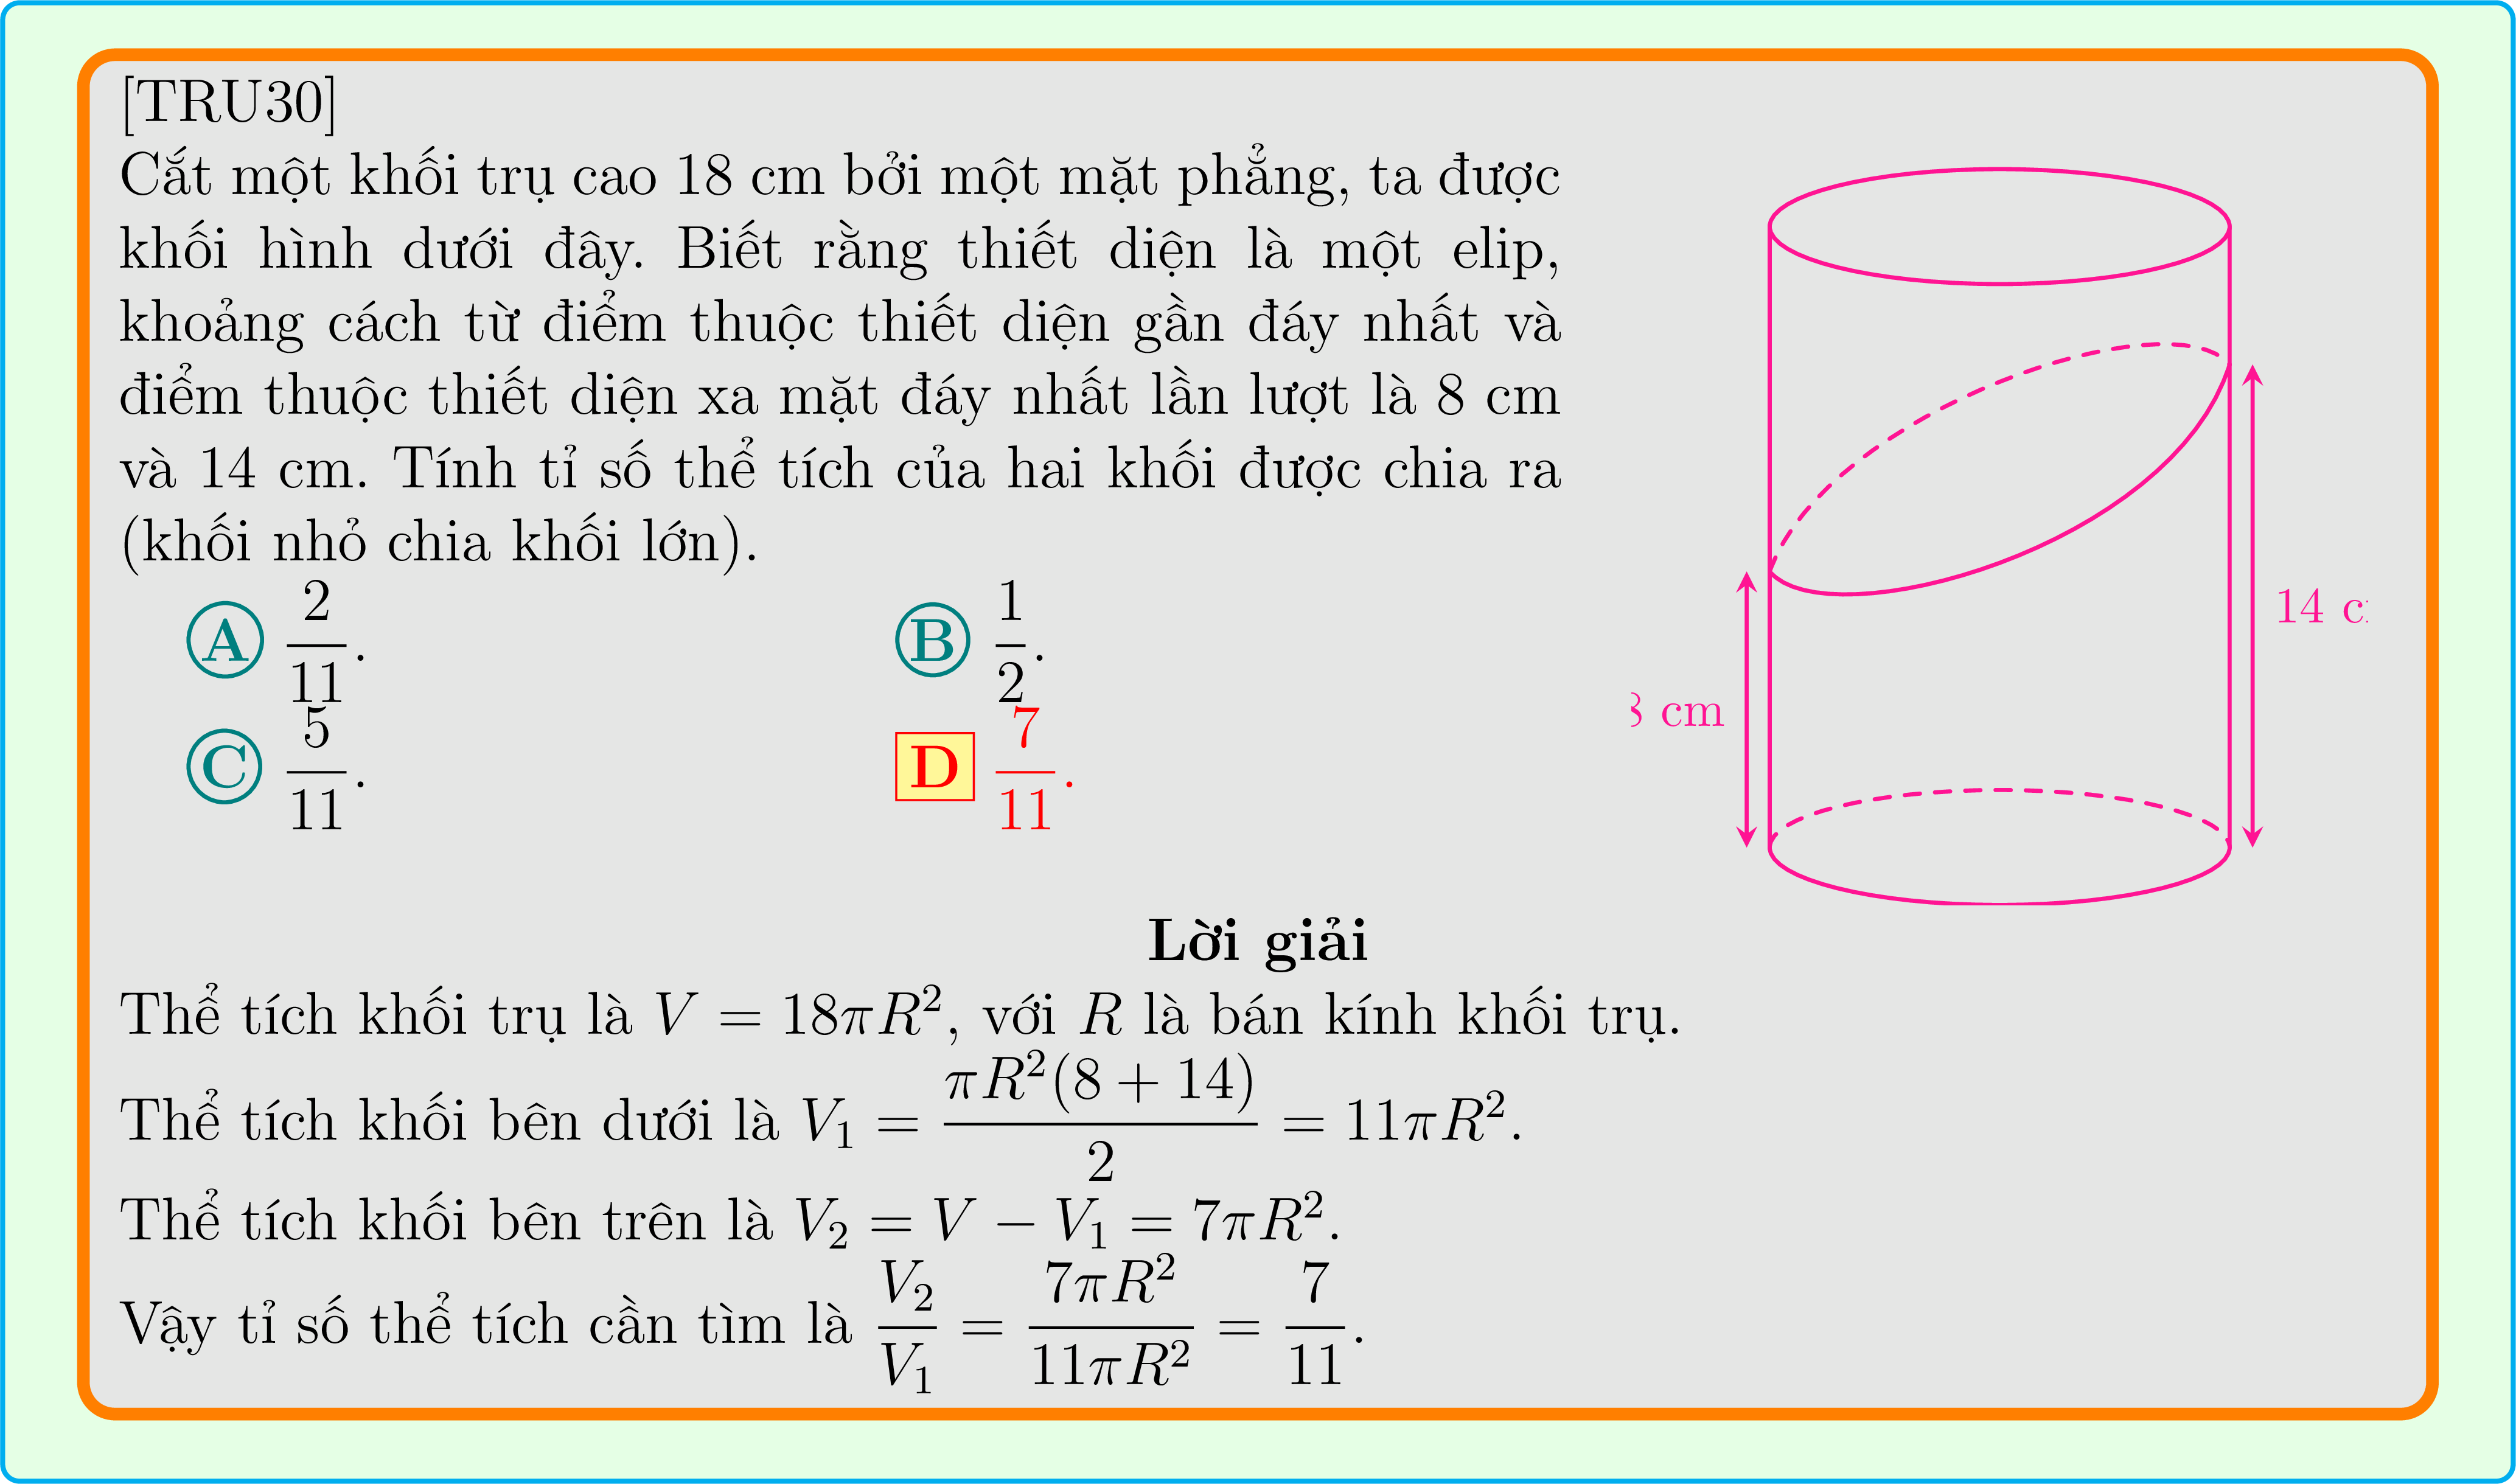 [TRU30]
Cắt một khối trụ cao 18 cm bởi một mặt phẳng, ta được
khối hình dưới đây. Biết rằng thiết diện là một elip,
khoảng cách từ điểm thuộc thiết diện gần đáy nhất và
điểm thuộc thiết diện xa mặt đáy nhất lần lượt là 8 cm
và 14 cm. Tính tỉ số thể tích của hai khối được chia ra
(khối nhỏ chia khối lớn).
A $\frac{2}{11}$.
B $\frac{1}{2}$.
C $\frac{5}{11}$.
D $\frac{7}{11}$.
14
cm
Lời giải
Thể tích khối trụ là $V = 18\pi R^2$, với $R$ là bán kính khối trụ.
Thể tích khối bên dưới là $V_1 = \frac{\pi R^2(8 + 14)}{2} = 11\pi R^2$.
Thể tích khối bên trên là $V_2 = V - V_1 = 7\pi R^2$.
Vậy tỉ số thể tích cần tìm là $\frac{V_2}{V_1} = \frac{7\pi R^2}{11\pi R^2} = \frac{7}{11}$.